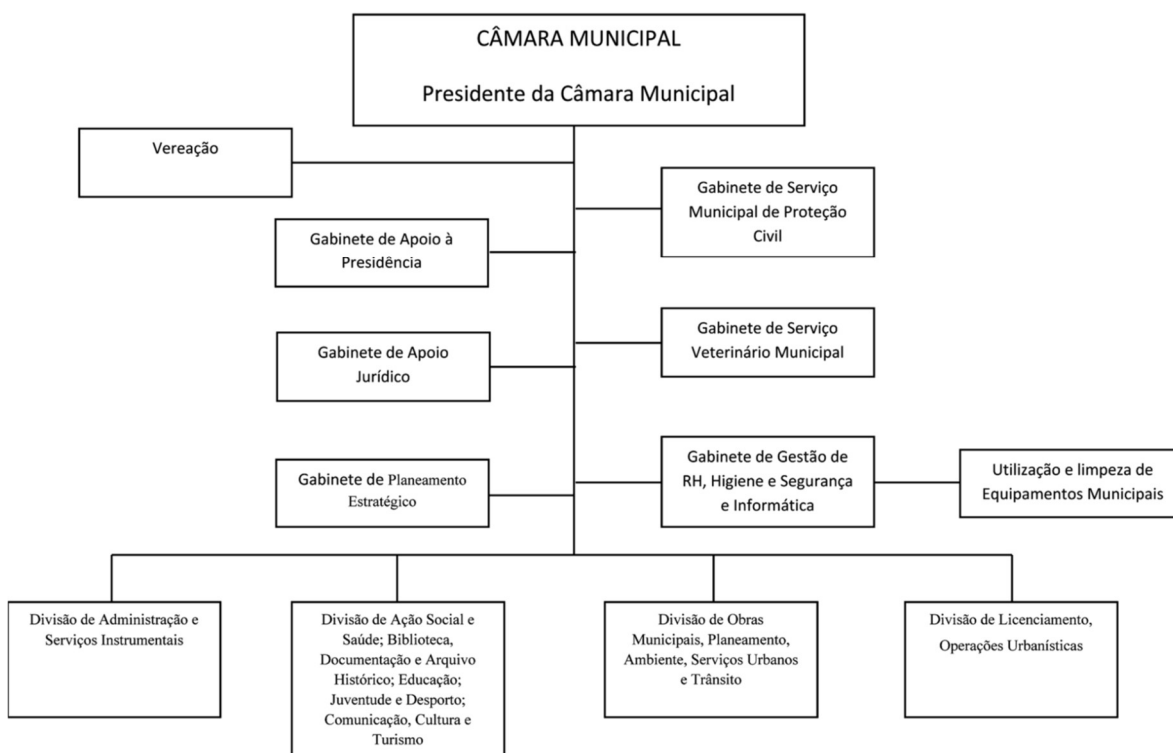 CÂMARA MUNICIPAL
Presidente da Câmara Municipal
Vereação
Gabinete de Serviço
Municipal de Proteção
Civil
Gabinete de Apoio à
Presidência
Gabinete de Serviço
Veterinário Municipal
Gabinete de Apoio
Jurídico
Gabinete de Gestão de
RH, Higiene e Segurança
e Informática
Utilização e limpeza de
Equipamentos Municipais
Gabinete de Planeamento
Estratégico
Divisão de Administração e
Serviços Instrumentais
Divisão de Ação Social e
Saúde; Biblioteca,
Documentação e Arquivo
Histórico; Educação;
Juventude e Desporto;
Comunicação, Cultura e
Turismo
Divisão de Obras
Municipais, Planeamento,
Ambiente, Serviços Urbanos
e Trânsito
Divisão de Licenciamento,
Operações Urbanísticas